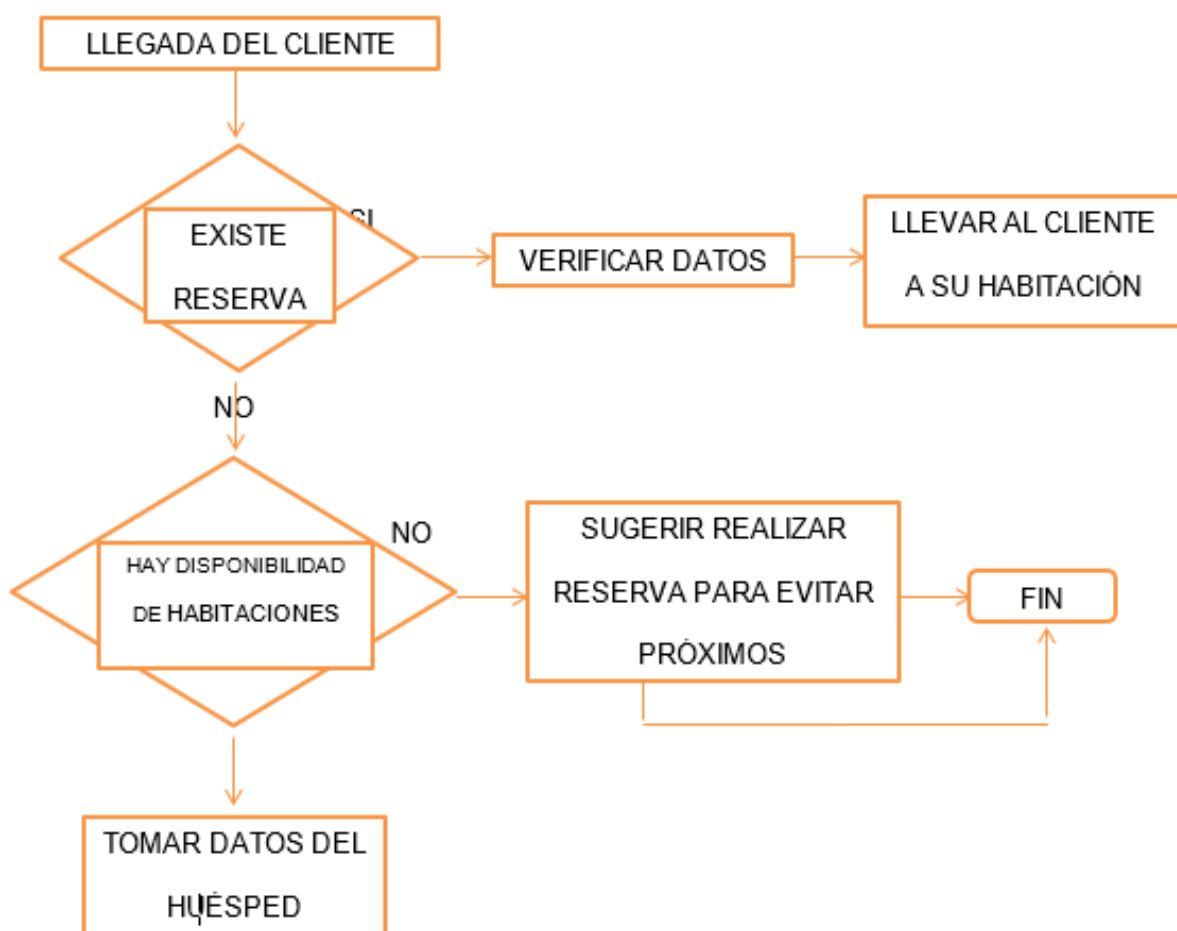 LLEGADA DEL CLIENTE
SI
EXISTE
RESERVA
VERIFICAR DATOS
LLEVAR AL CLIENTE
A SU HABITACIÓN
NO
NO
HAY DISPONIBILIDAD
DE HABITACIONES
SUGERIR REALIZAR
RESERVA PARA EVITAR
PRÓXIMOS
FIN
TOMAR DATOS DEL
HUÉSPED